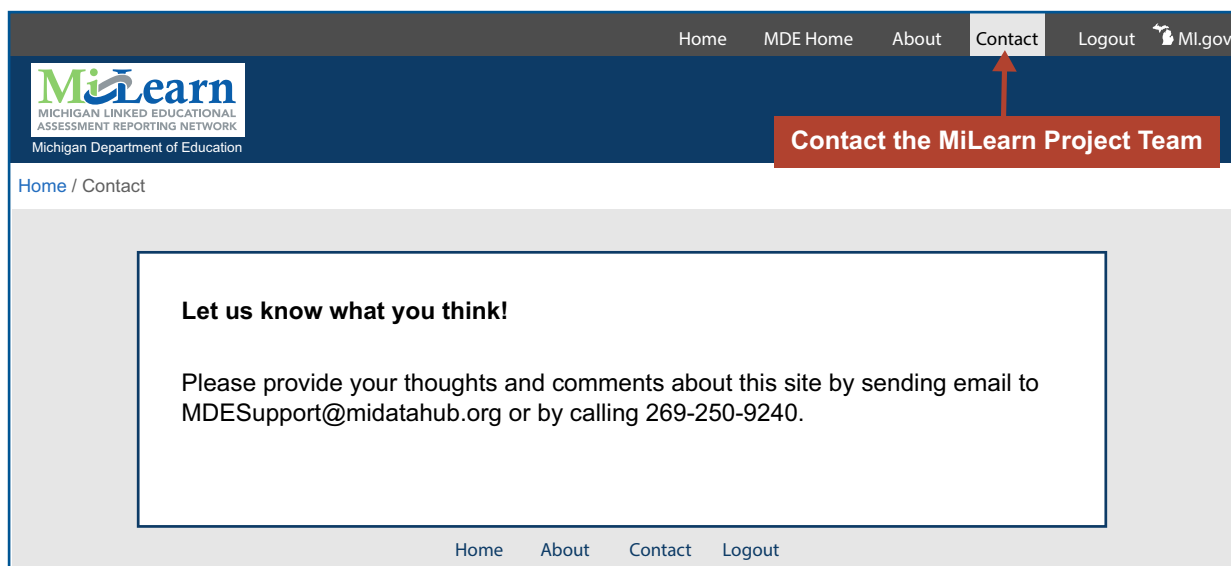 Home MDE Home About Contact Logout MI.gov
MiLearn
MICHIGAN LINKED EDUCATIONAL
ASSESSMENT REPORTING NETWORK
Michigan Department of Education
Contact the MiLearn Project Team
Home / Contact
Let us know what you think!
Please provide your thoughts and comments about this site by sending email to
MDESupport@midatahub.org or by calling 269-250-9240.
Home About Contact Logout